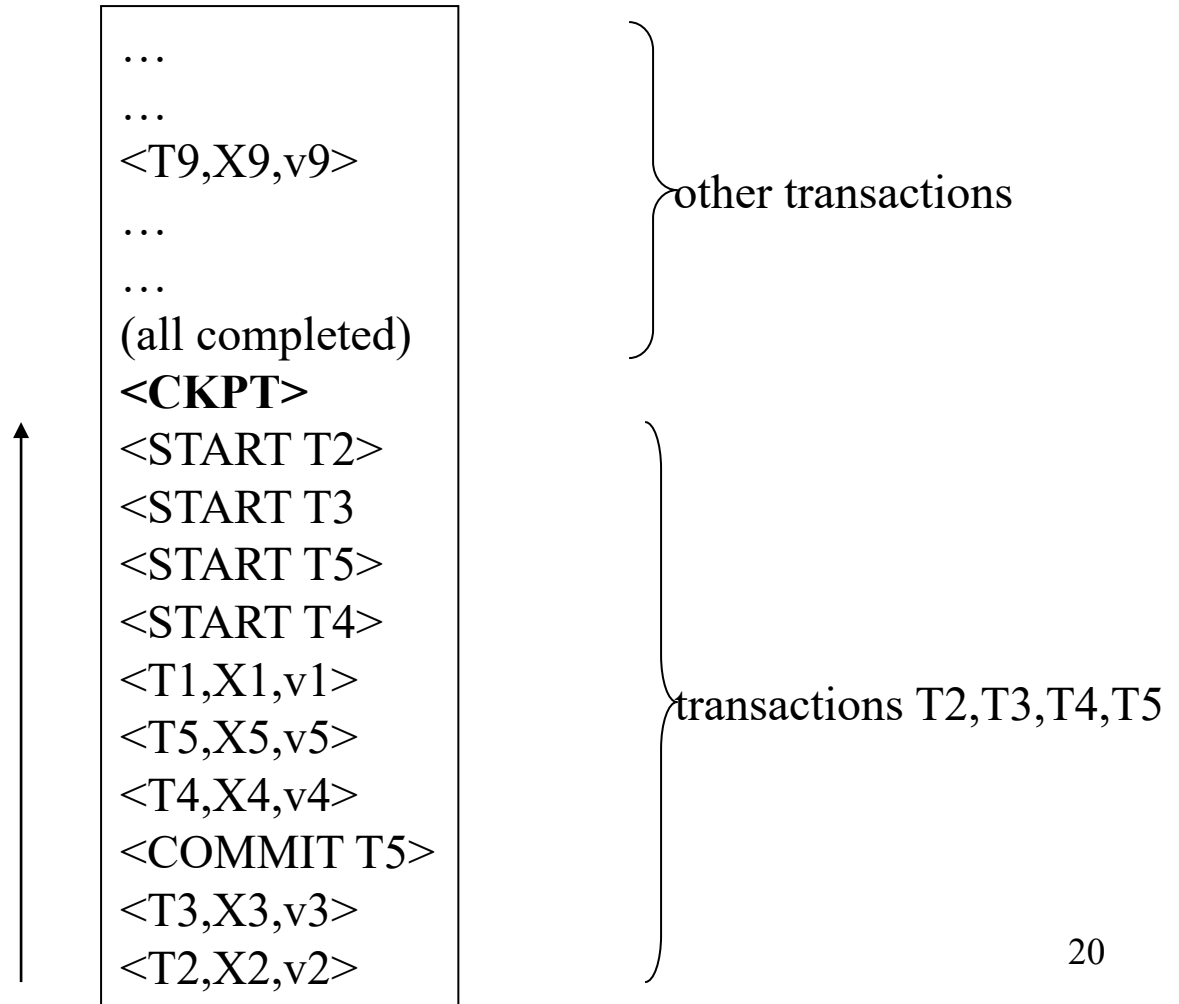 …
…
<T9,X9,v9>
…
…
(all completed)
<CKPT>
<START T2>
<START T3
<START T5>
<START T4>
<T1,X1,v1>
<T5,X5,v5>
<T4,X4,v4>
<COMMIT T5>
<T3,X3,v3>
<T2,X2,v2>
other transactions
transactions T2,T3,T4,T5
20